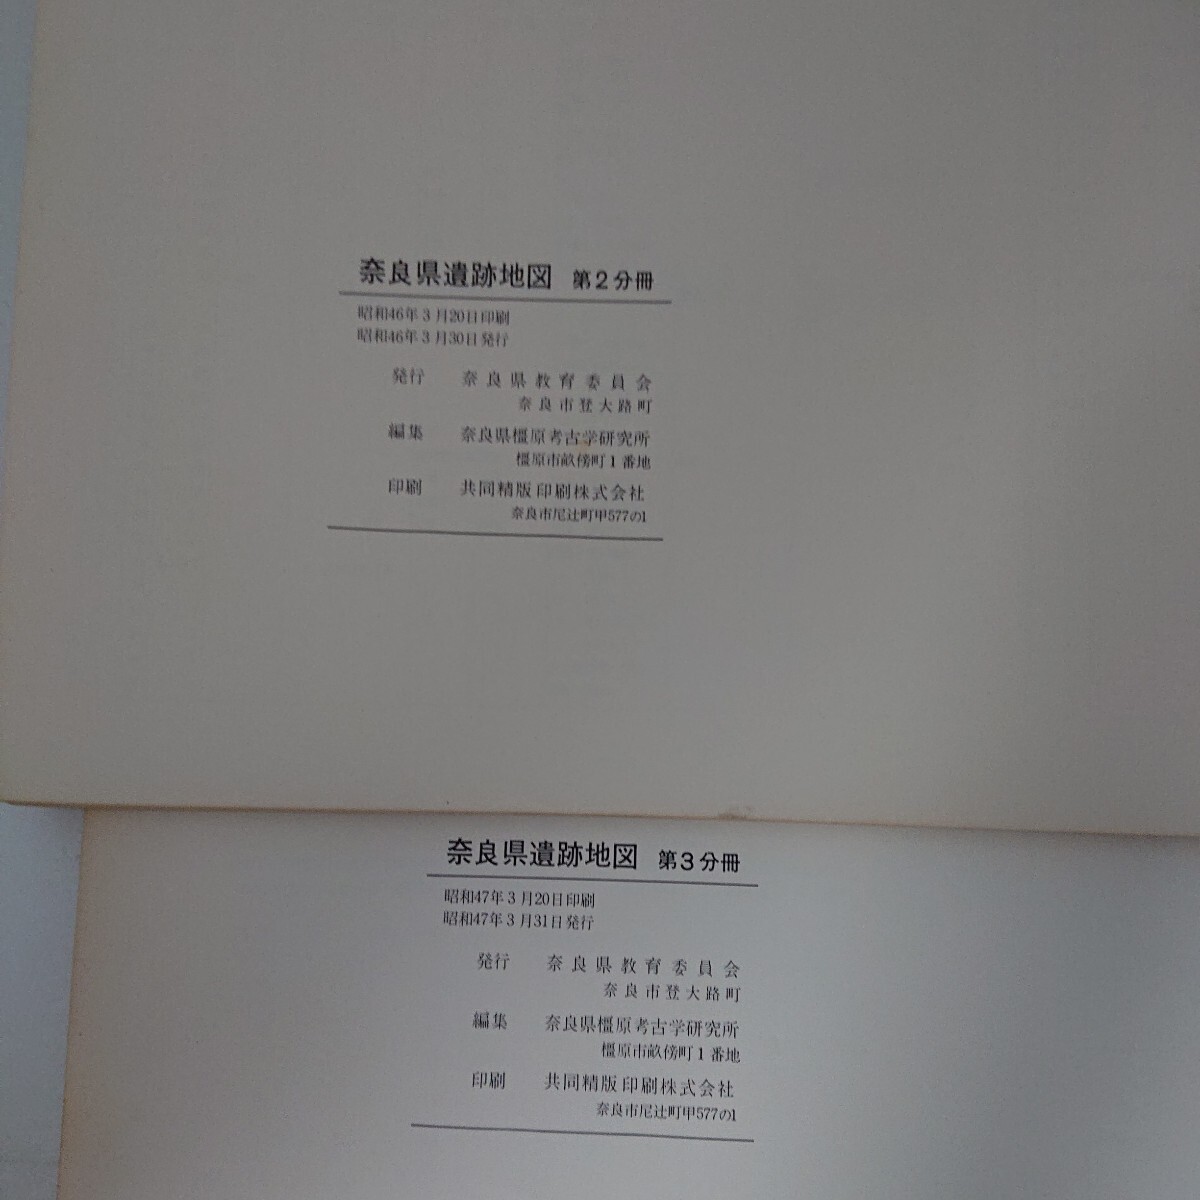 奈良県遺跡地図 第2分冊
昭和46年3月20日印刷
昭和46年3月30日発行
発行 奈良県教育委員会
奈良市登大路町
編集 奈良県橿原考古学研究所
橿原市畝傍町1番地
印刷 共同精版印刷株式会社
奈良市尼辻町甲577の1
奈良県遺跡地図 第3分冊
昭和47年3月20日印刷
昭和47年3月31日発行
発行 奈良県教育委員会
奈良市登大路町
編集 奈良県橿原考古学研究所
橿原市畝傍町1番地
印刷 共同精版印刷株式会社
奈良市尼辻町甲577の1